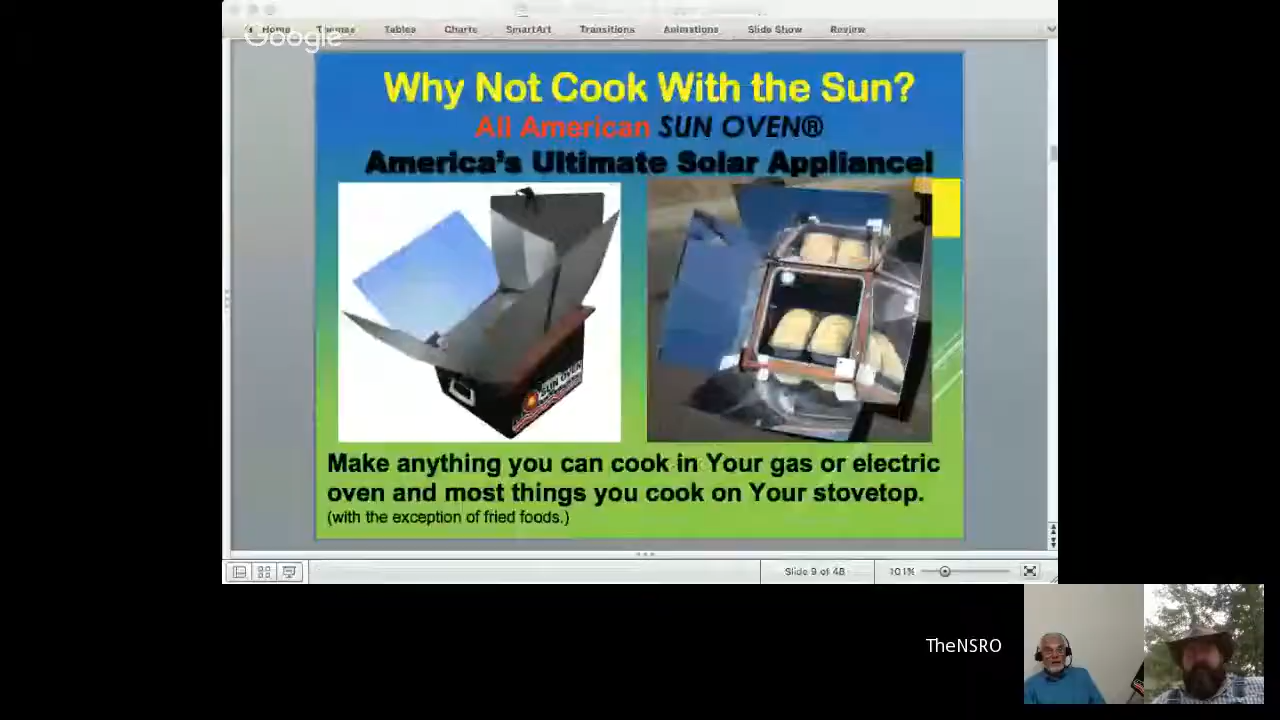 Home Themes Tables Charts SmartArt Transitions Animations Slide Show Review
Google
Why Not Cook With the Sun?
All American SUN OVEN®
America's Ultimate Solar Appliance!
SUN OVEN
Make anything you can cook in Your gas or electric
oven and most things you cook on Your stovetop.
(with the exception of fried foods.)
Slide 9 of 48 101%
TheNSRO